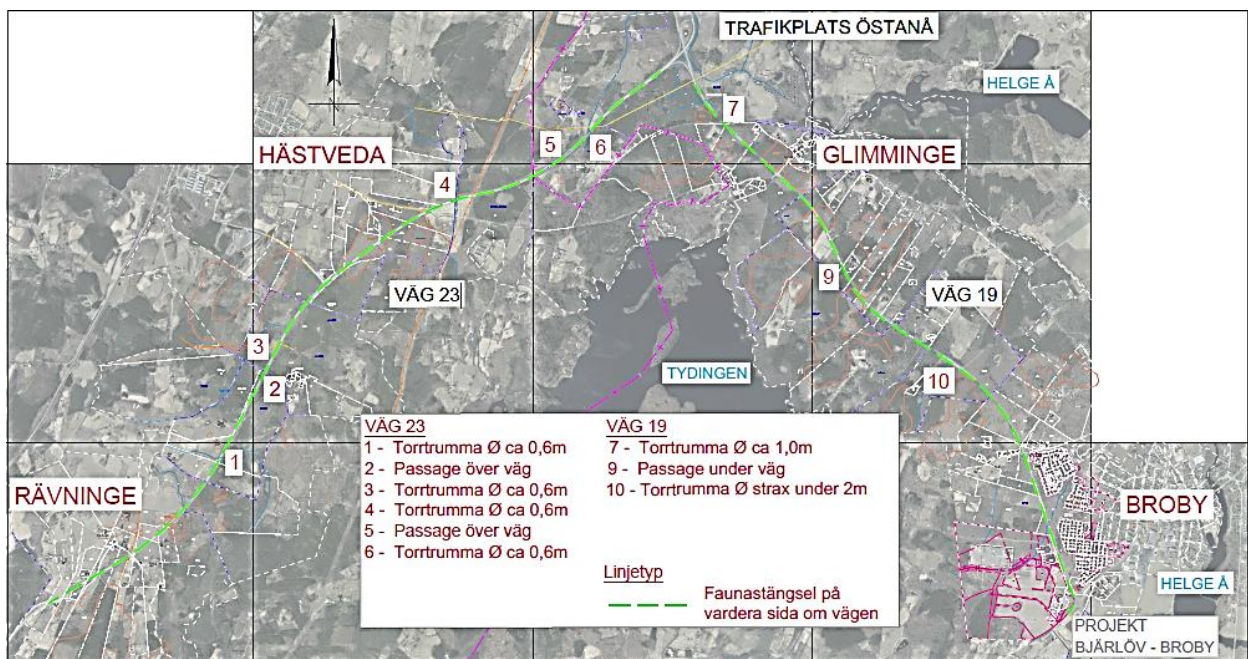 TRAFIKPLATS ÖSTANÅ
HELGE Å
7
HÄSTVEDA
5
6
GLIMMINGE
4
9
VÄG 23
VÄG 19
3
TYDINGEN
10
2
1
RÄVNINGE
VÄG 23
1 - Torrtrumma Ø ca 0,6m
2 - Passage över väg
3 - Torrtrumma Ø ca 0,6m
4 - Torrtrumma Ø ca 0,6m
5 - Passage över väg
6 - Torrtrumma Ø ca 0,6m
VÄG 19
7 - Torrtrumma Ø ca 1,0m
9 - Passage under väg
10 - Torrtrumma Ø strax under 2m
Linjetyp
Faunastängsel på
vardera sida om vägen
BROBY
HELGE Å
PROJEKT
BJÄRLÖV - BROBY